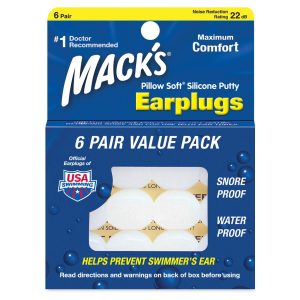 6 Pair
Noise Reduction
Rating 22 dB
#1 Doctor
Recommended
Maximum
Comfort
MACK'S
Pillow Soft® Silicone Putty
Earplugs
6 PAIR VALUE PACK
Official Earplugs of
USA
SWIMMING
SNORE
PROOF
WATER
PROOF
HELPS PREVENT SWIMMER'S EAR
Read directions and warnings on back of box before using